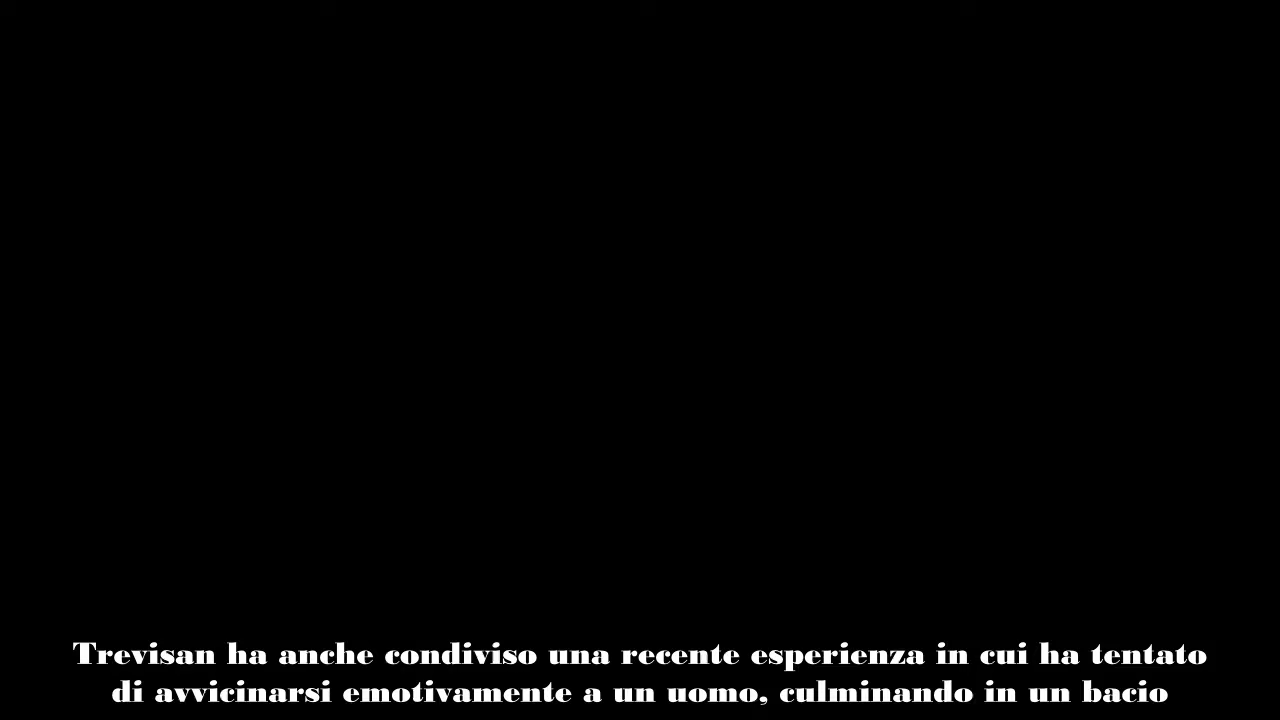 Trevisan ha anche condiviso una recente esperienza in cui ha tentato
di avvicinarsi emotivamente a un uomo, culminando in un bacio